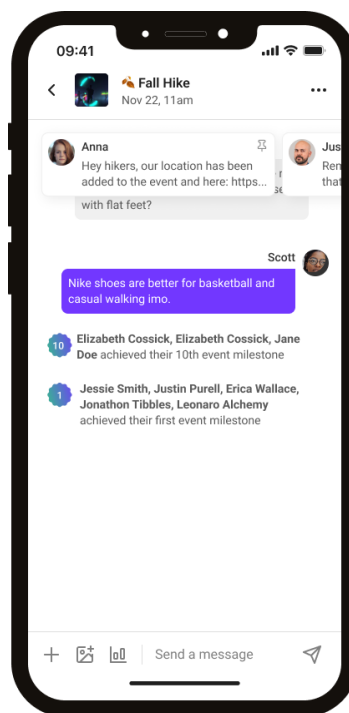 09:41
🍂 Fall Hike
Nov 22, 11am
Anna
Hey hikers, our location has been
added to the event and here: https...
Jus
Ren
that
with flat feet?
Scott
Nike shoes are better for basketball and
casual walking imo.
10
Elizabeth Cossick, Elizabeth Cossick, Jane
Doe achieved their 10th event milestone
1
Jessie Smith, Justin Purell, Erica Wallace,
Jonathon Tibbles, Leonaro Alchemy
achieved their first event milestone
Send a message